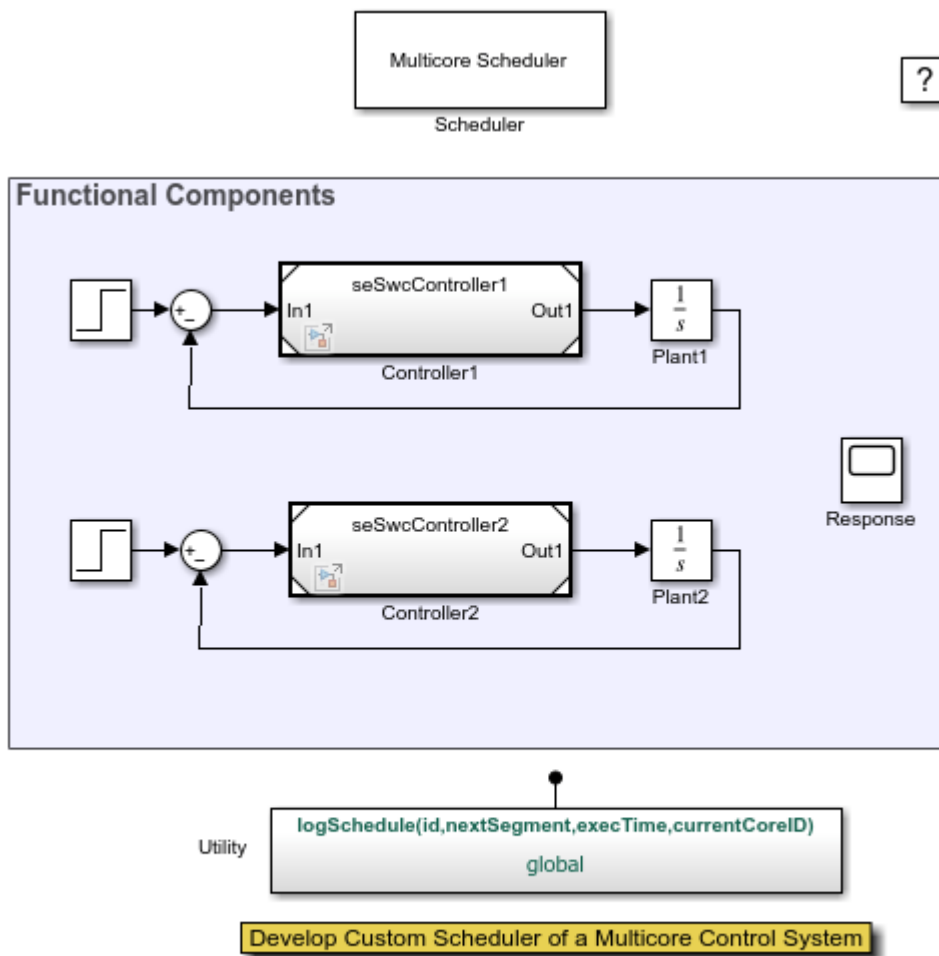 Multicore Scheduler
?
Scheduler
Functional Components
seSwcController1
In1
Out1
1
s
Controller1
Plant1
seSwcController2
In1
Out1
1
s
Controller2
Plant2
Response
logSchedule(id,nextSegment,execTime,currentCoreID)
Utility
global
Develop Custom Scheduler of a Multicore Control System